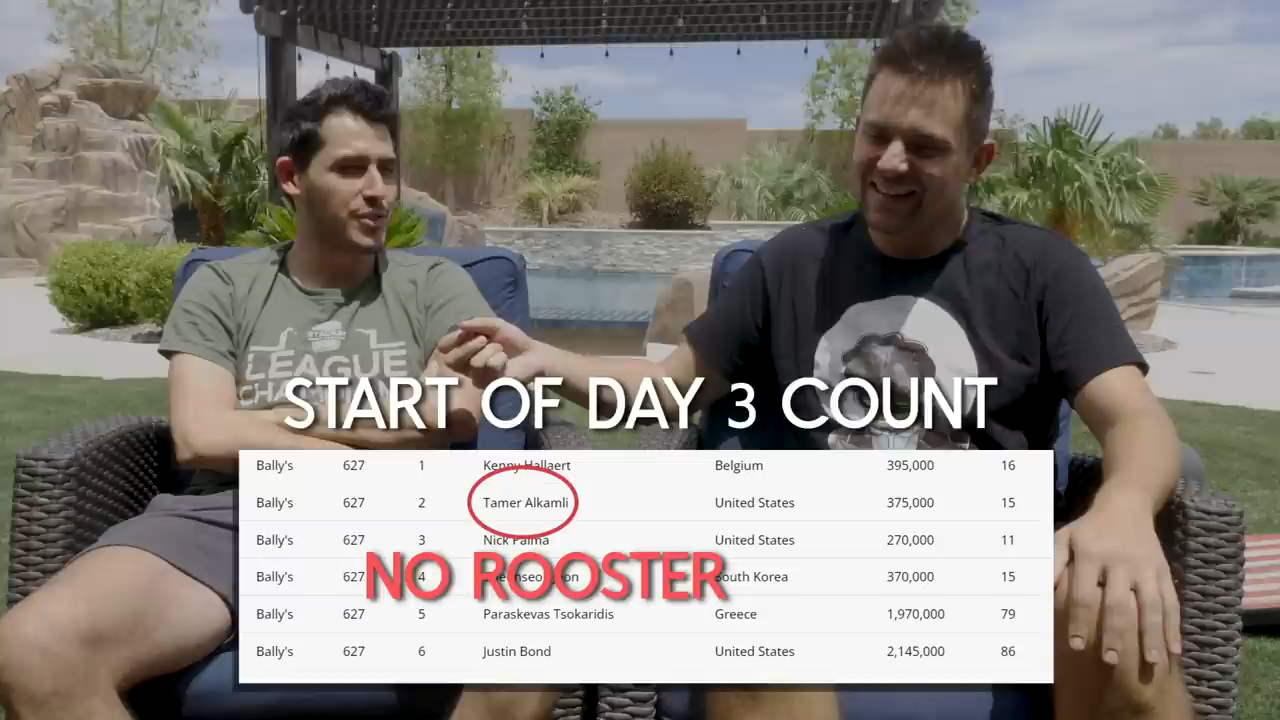 LEAGUE
START OF DAY 3 COUNT
Bally's 627 1 Kenny Hallaert Belgium 395,000 16
Bally's 627 2 Tamer Alkamli United States 375,000 15
Bally's 627 3 Nick Palma United States 270,000 11
NO ROOSTER
Bally's 627 4 South Korea 370,000 15
Bally's 627 5 Paraskevas Tsokaridis Greece 1,970,000 79
Bally's 627 6 Justin Bond United States 2,145,000 86